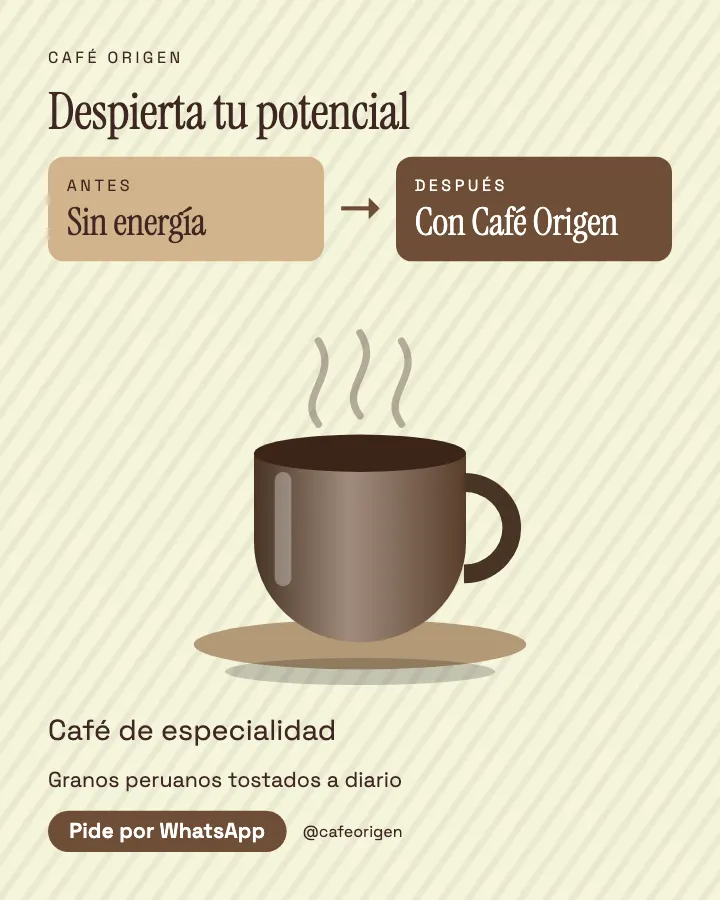 CAFÉ ORIGEN
Despierta tu potencial
ANTES
Sin energía
→
DESPUÉS
Con Café Origen
Café de especialidad
Granos peruanos tostados a diario
Pide por WhatsApp
@cafeorigen